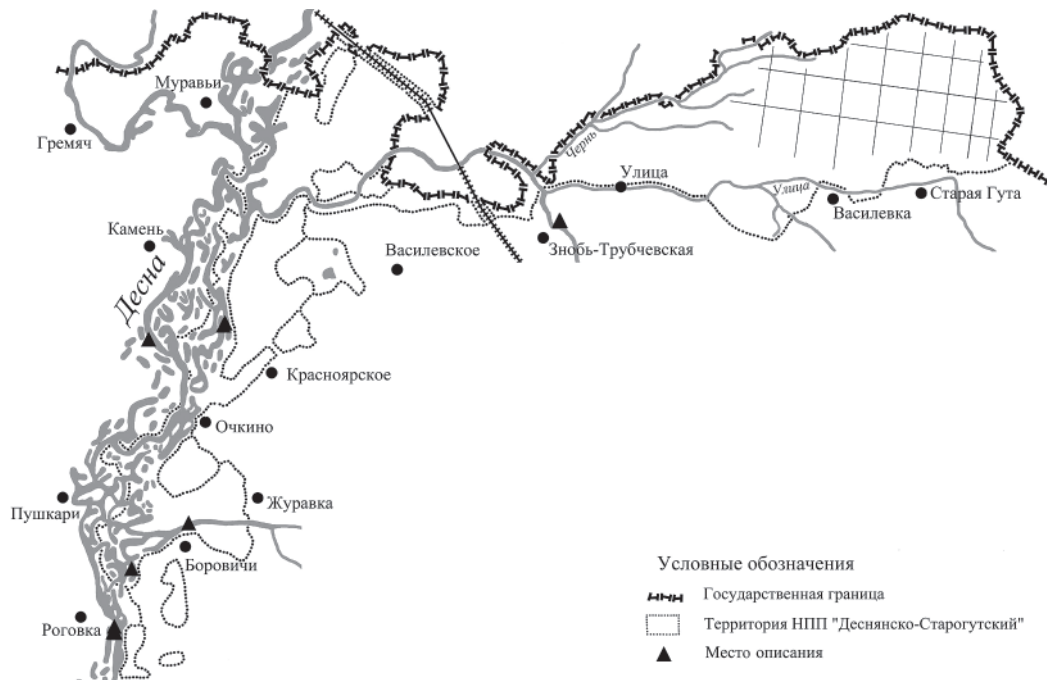 Муравьи
Гремяч
Чернь
Улица
Улица
Старая Гута
Василевка
Камень
Знобь-Трубчевская
Василевское
Десна
Красноярское
Очкино
Журавка
Пушкари
Боровичи
Роговка
Условные обозначения
Государственная граница
Территория НПП "Деснянско-Старогутский"
Место описания